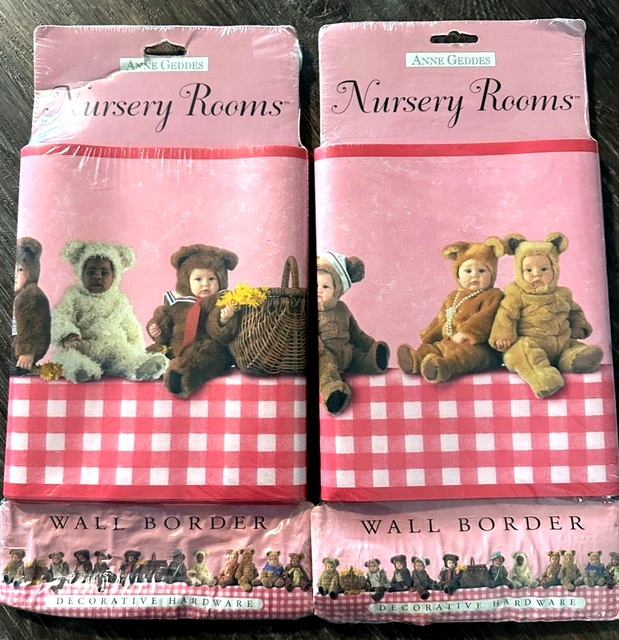 ANNE GEDDES
Nursery Rooms™
WALL BORDER
DECORATIVE HARDWARE
ANNE GEDDES
Nursery Rooms™
WALL BORDER
DECORATIVE HARDWARE